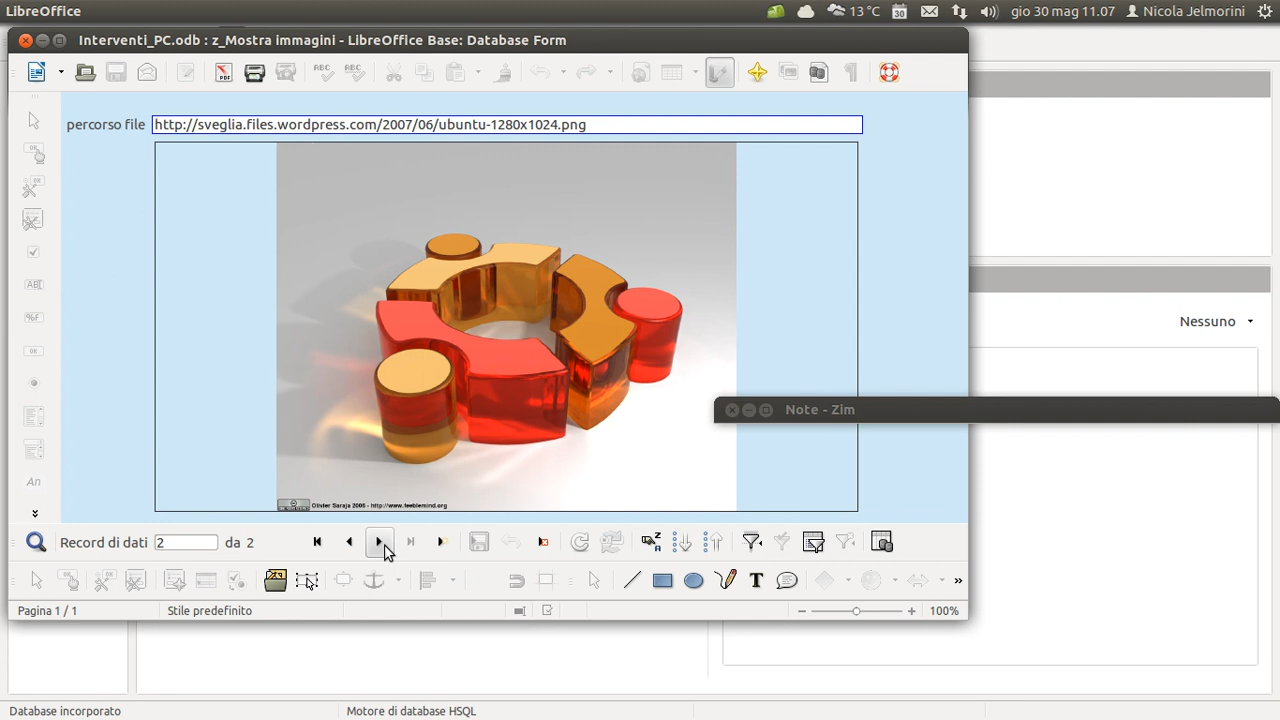 LibreOffice
13 °C
30
gio 30 mag 11.07
Nicola Jelmorini
Interventi_PC.odb : z_Mostra immagini - LibreOffice Base: Database Form
percorso file
http://sveglia.files.wordpress.com/2007/06/ubuntu-1280x1024.png
Nessuno
Note - Zim
Olivier Saraja 2006 - http://www.feeblemind.org
Record di dati
2
da 2
Pagina 1 / 1
Stile predefinito
100%
Database incorporato
Motore di database HSQL